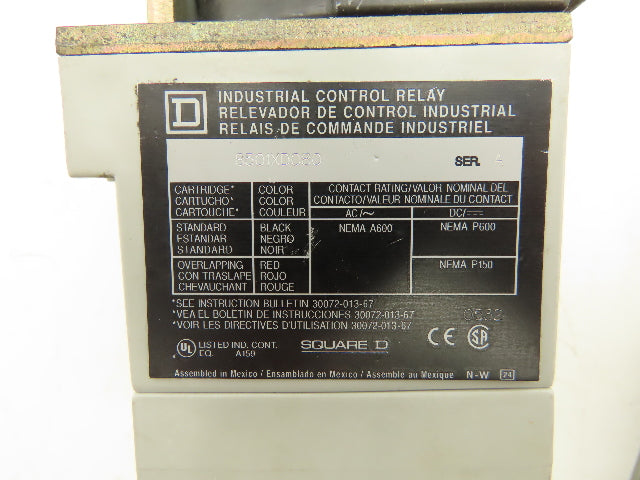 D INDUSTRIAL CONTROL RELAY
RELEVADOR DE CONTROL INDUSTRIAL
RELAIS DE COMMANDE INDUSTRIEL
SER. A
CARTRIDGE* COLOR CONTACT RATING/VALOR NOMINAL DEL
CARTUCHO* COLOR CONTACTO/VALEUR NOMINALE DU CONTACT
CARTOUCHE* COULEUR AC/~ DC/⎓
STANDARD BLACK NEMA A600 NEMA P600
ESTANDAR NEGRO
STANDARD NOIR
OVERLAPPING RED NEMA P150
CON TRASLAPE ROJO
CHEVAUCHANT ROUGE
*SEE INSTRUCTION BULLETIN 30072-013-67
*VEA EL BOLETIN DE INSTRUCCIONES 30072-013-67
*VOIR LES DIRECTIVES D'UTILISATION 30072-013-67
UL LISTED IND. CONT. SQUARE D CE SA
EQ. A159
Assembled in Mexico / Ensamblado en Mexico / Assemblé au Mexique N-W 24